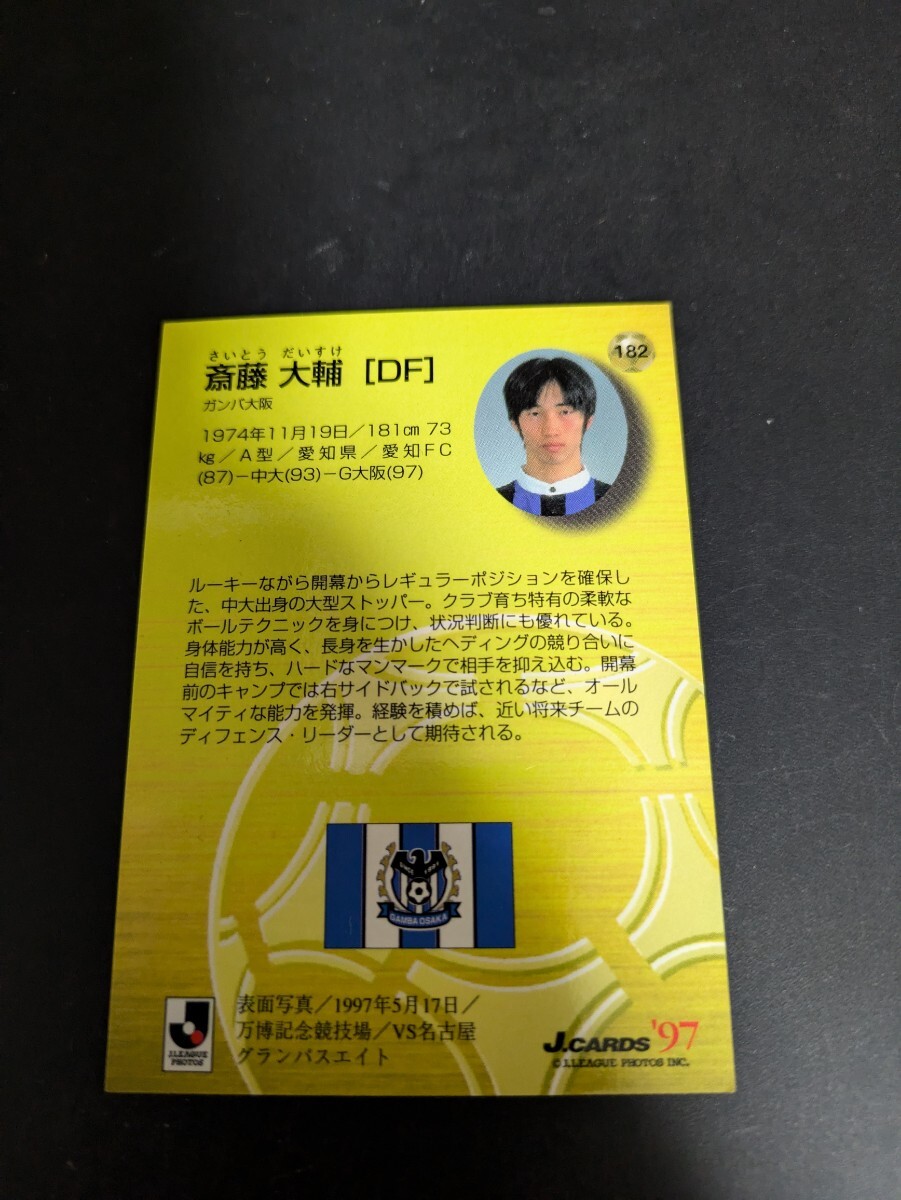 さいとう だいすけ
斎藤 大輔 [DF]
182
ガンバ大阪
1974年11月19日/181cm 73
kg/A型/愛知県/愛知FC
(87)−中大(93)−G大阪(97)
ルーキーながら開幕からレギュラーポジションを確保し
た、中大出身の大型ストッパー。クラブ育ち特有の柔軟な
ボールテクニックを身につけ、状況判断にも優れている。
身体能力が高く、長身を生かしたヘディングの競り合いに
自信を持ち、ハードなマンマークで相手を抑え込む。開幕
前のキャンプでは右サイドバックで試されるなど、オール
マイティな能力を発揮。経験を積めば、近い将来チームの
ディフェンス・リーダーとして期待される。
GAMBA OSAKA
表面写真/1997年5月17日/
万博記念競技場/VS名古屋
グランパスエイト
J.LEAGUE
PHOTOS
J.CARDS '97
©J.LEAGUE PHOTOS INC.